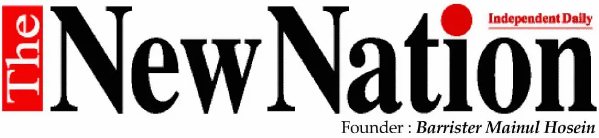 The New Nation
Independent Daily
Founder : Barrister Mainul Hosein